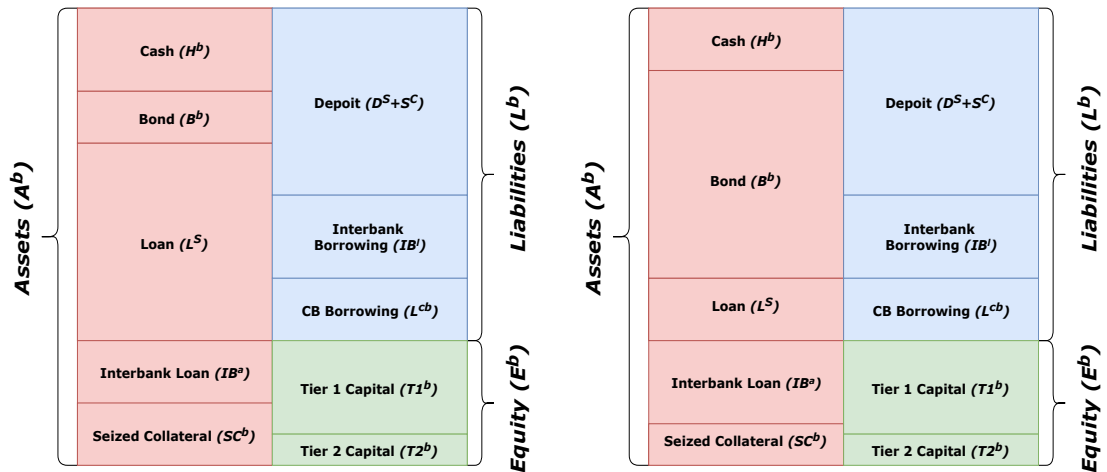 Assets (A^b)
Cash (H^b)
Bond (B^b)
Loan (L^S)
Interbank Loan (IB^a)
Seized Collateral (SC^b)
Depoit (D^S+S^C)
Interbank
Borrowing (IB^l)
CB Borrowing (L^cb)
Tier 1 Capital (T1^b)
Tier 2 Capital (T2^b)
Liabilities (L^b)
Equity (E^b)
Assets (A^b)
Cash (H^b)
Bond (B^b)
Loan (L^S)
Interbank Loan (IB^a)
Seized Collateral (SC^b)
Depoit (D^S+S^C)
Interbank
Borrowing (IB^l)
CB Borrowing (L^cb)
Tier 1 Capital (T1^b)
Tier 2 Capital (T2^b)
Liabilities (L^b)
Equity (E^b)